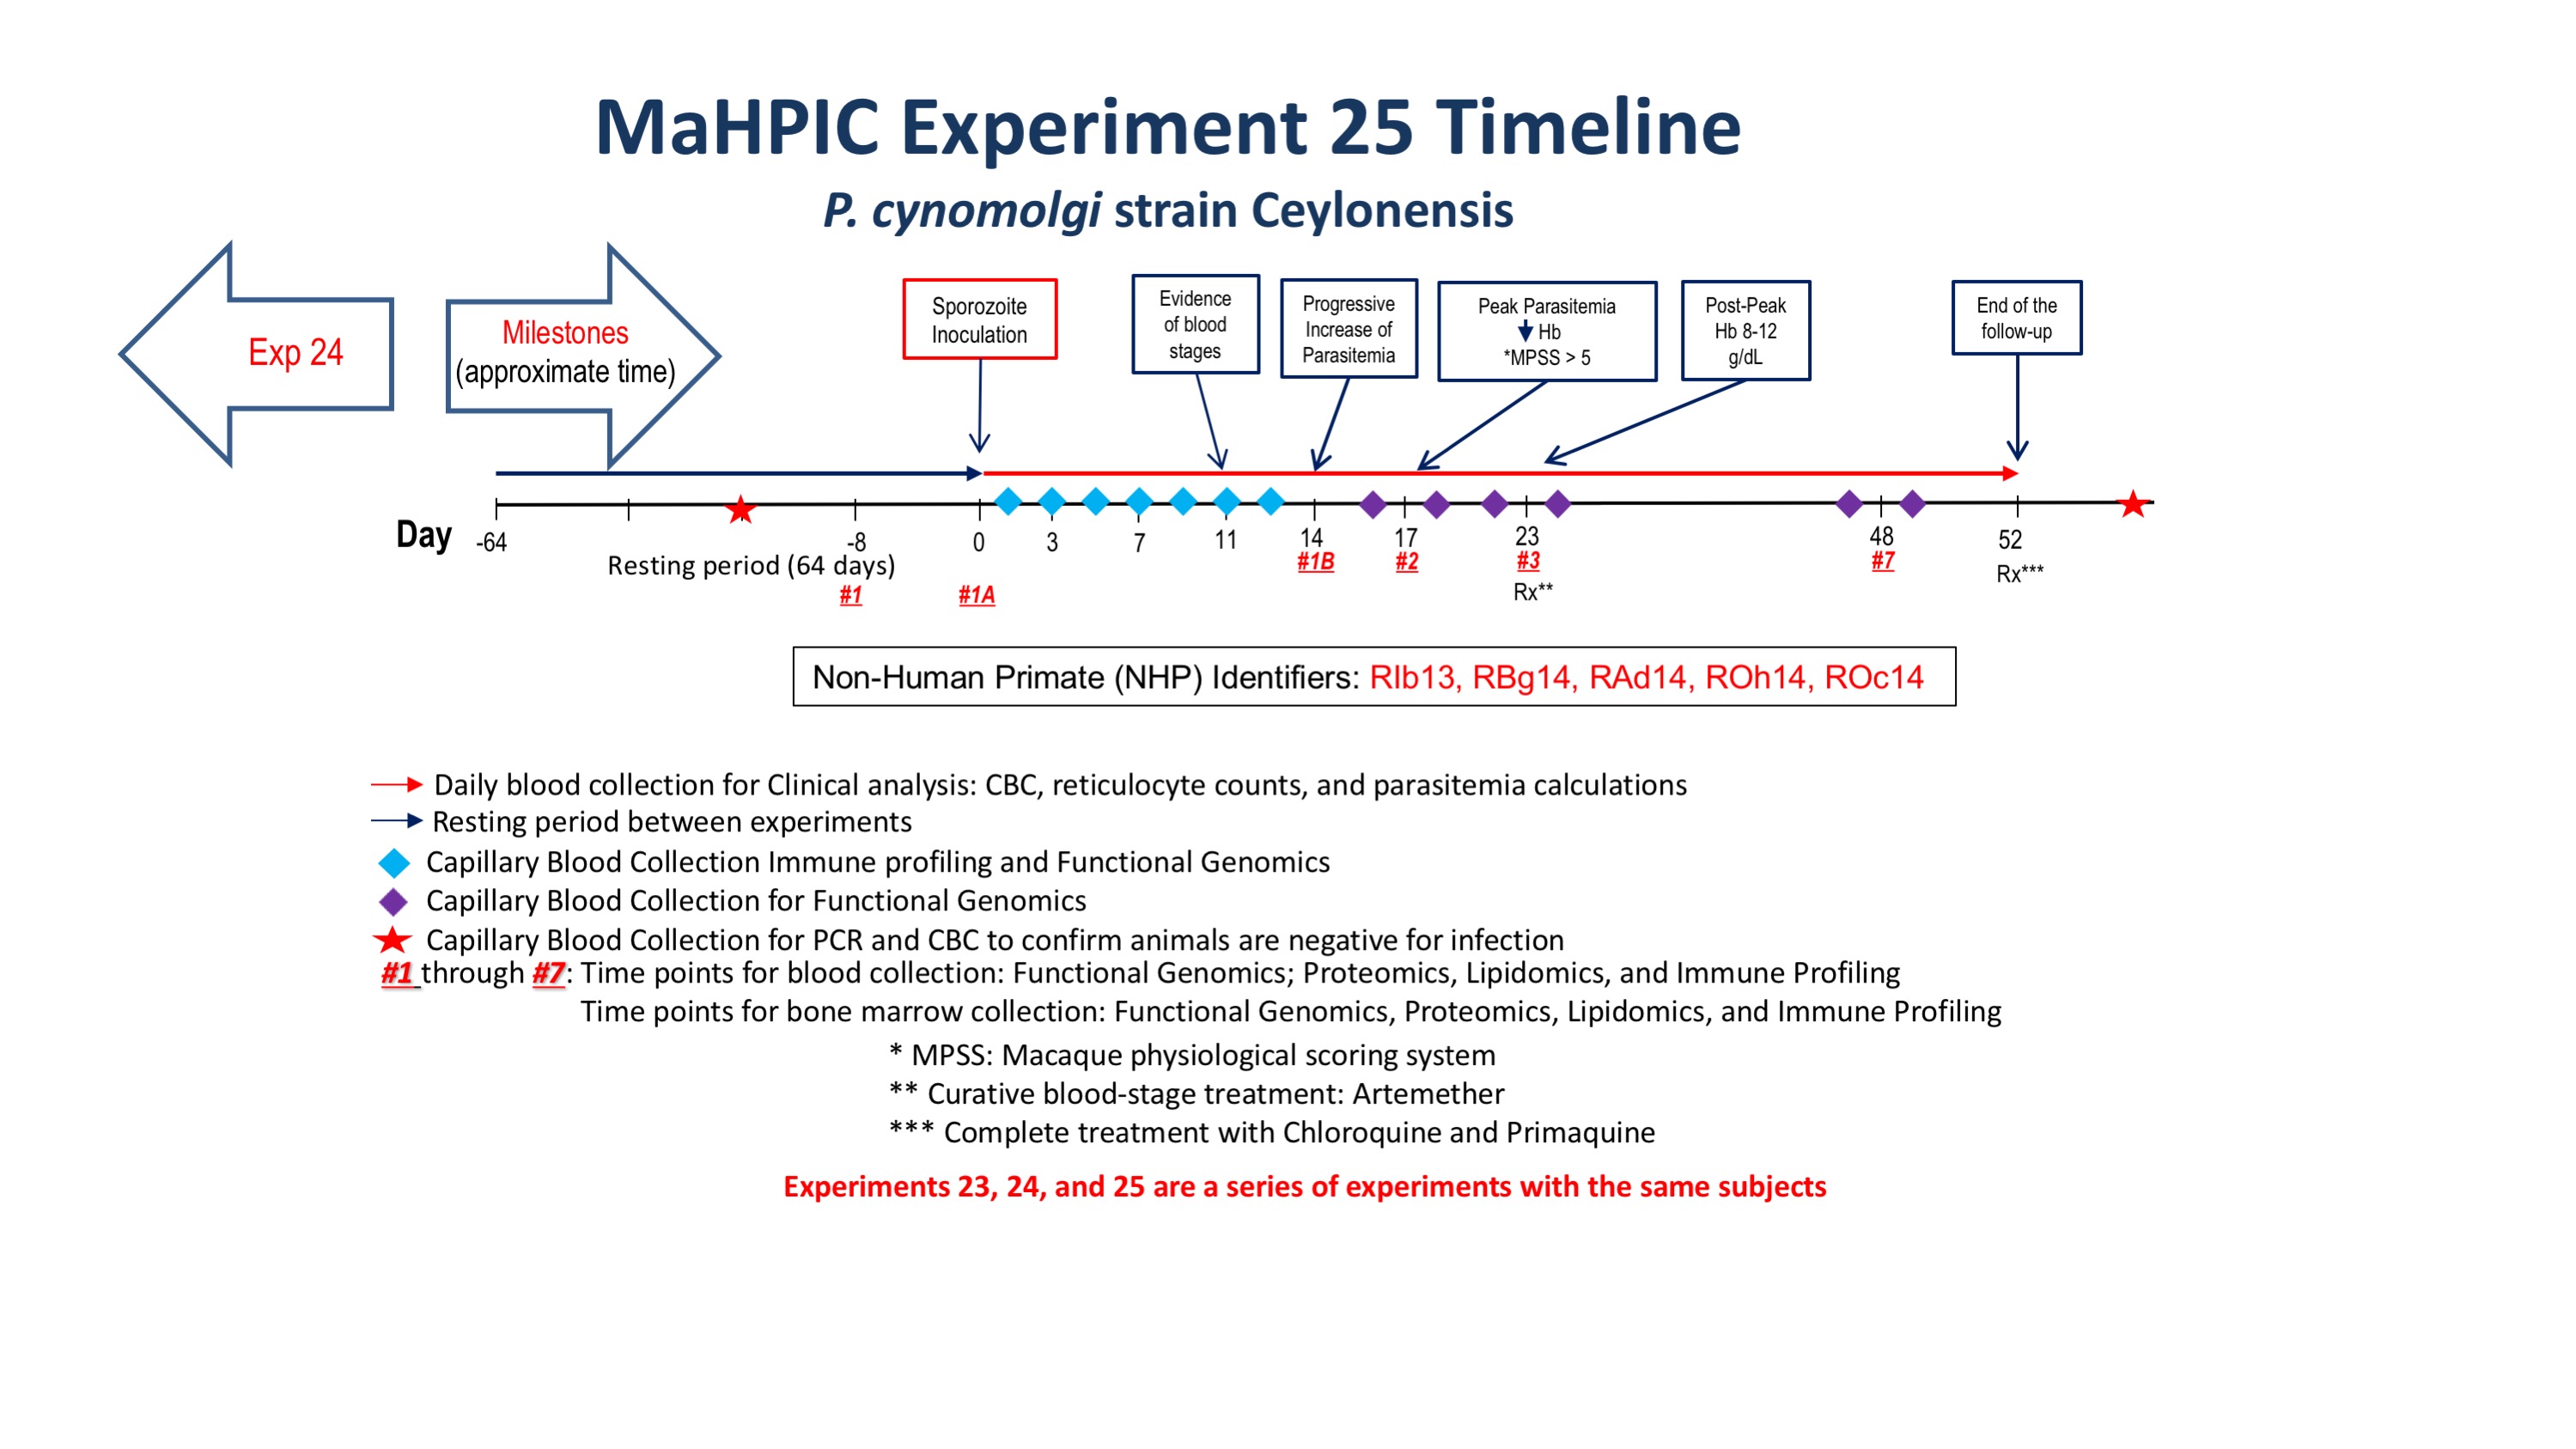 MaHPIC Experiment 25 Timeline
P. cynomolgi strain Ceylonensis
Exp 24
Milestones
(approximate time)
Sporozoite
Inoculation
Evidence
of blood
stages
Progressive
Increase of
Parasitemia
Peak Parasitemia
Hb
*MPSS > 5
Post-Peak
Hb 8-12
g/dL
End of the
follow-up
Day
-64
-8
0
3
7
11
14
17
23
48
52
Resting period (64 days)
#1
#1A
#1B
#2
#3
#7
Rx**
Rx***
Non-Human Primate (NHP) Identifiers: RIb13, RBg14, RAd14, ROh14, ROc14
Daily blood collection for Clinical analysis: CBC, reticulocyte counts, and parasitemia calculations
Resting period between experiments
Capillary Blood Collection Immune profiling and Functional Genomics
Capillary Blood Collection for Functional Genomics
Capillary Blood Collection for PCR and CBC to confirm animals are negative for infection
#1 through #7: Time points for blood collection: Functional Genomics; Proteomics, Lipidomics, and Immune Profiling
Time points for bone marrow collection: Functional Genomics, Proteomics, Lipidomics, and Immune Profiling
* MPSS: Macaque physiological scoring system
** Curative blood-stage treatment: Artemether
*** Complete treatment with Chloroquine and Primaquine
Experiments 23, 24, and 25 are a series of experiments with the same subjects